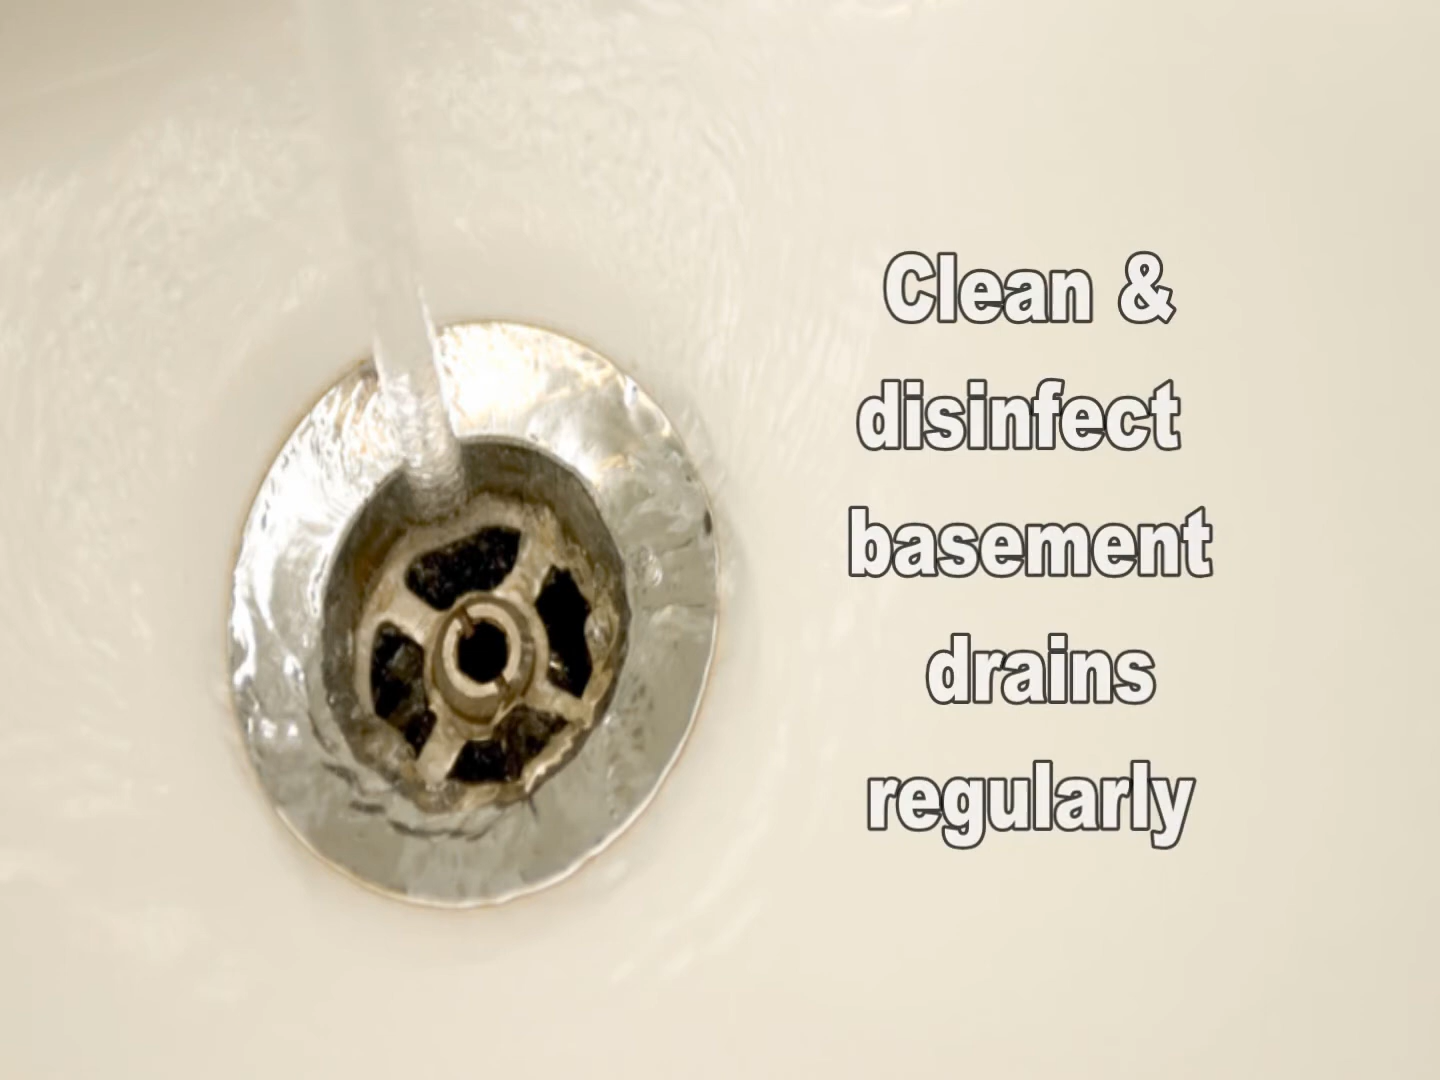 Clean &
disinfect
basement
drains
regularly